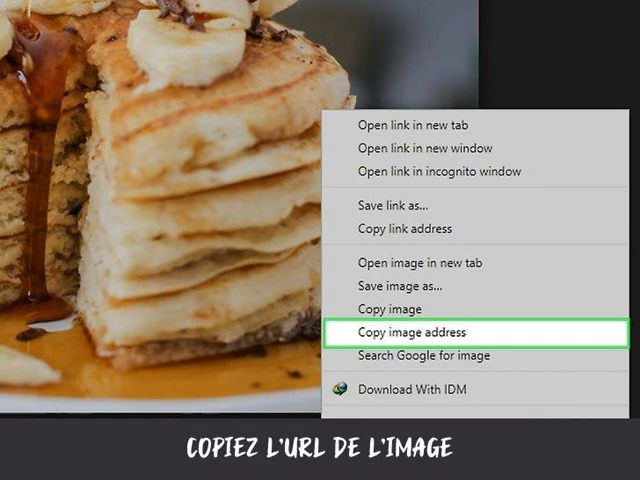 Open link in new tab
Open link in new window
Open link in incognito window
Save link as...
Copy link address
Open image in new tab
Save image as...
Copy image
Copy image address
Search Google for image
Download With IDM
COPIEZ L'URL DE L'IMAGE